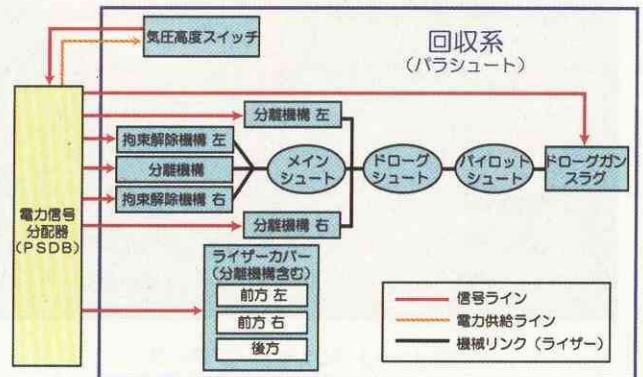 回収系
(パラシュート)
気圧高度スイッチ
電力信号
分配器
(PSDB)
分離機構 左
拘束解除機構 左
分離機構
拘束解除機構 右
分離機構 右
メイン
シュート
ドローグ
シュート
パイロット
シュート
ドローグガン
スラグ
ライザーカバー
(分離機構含む)
前方 左
前方 右
後方
信号ライン
電力供給ライン
機械リンク(ライザー)